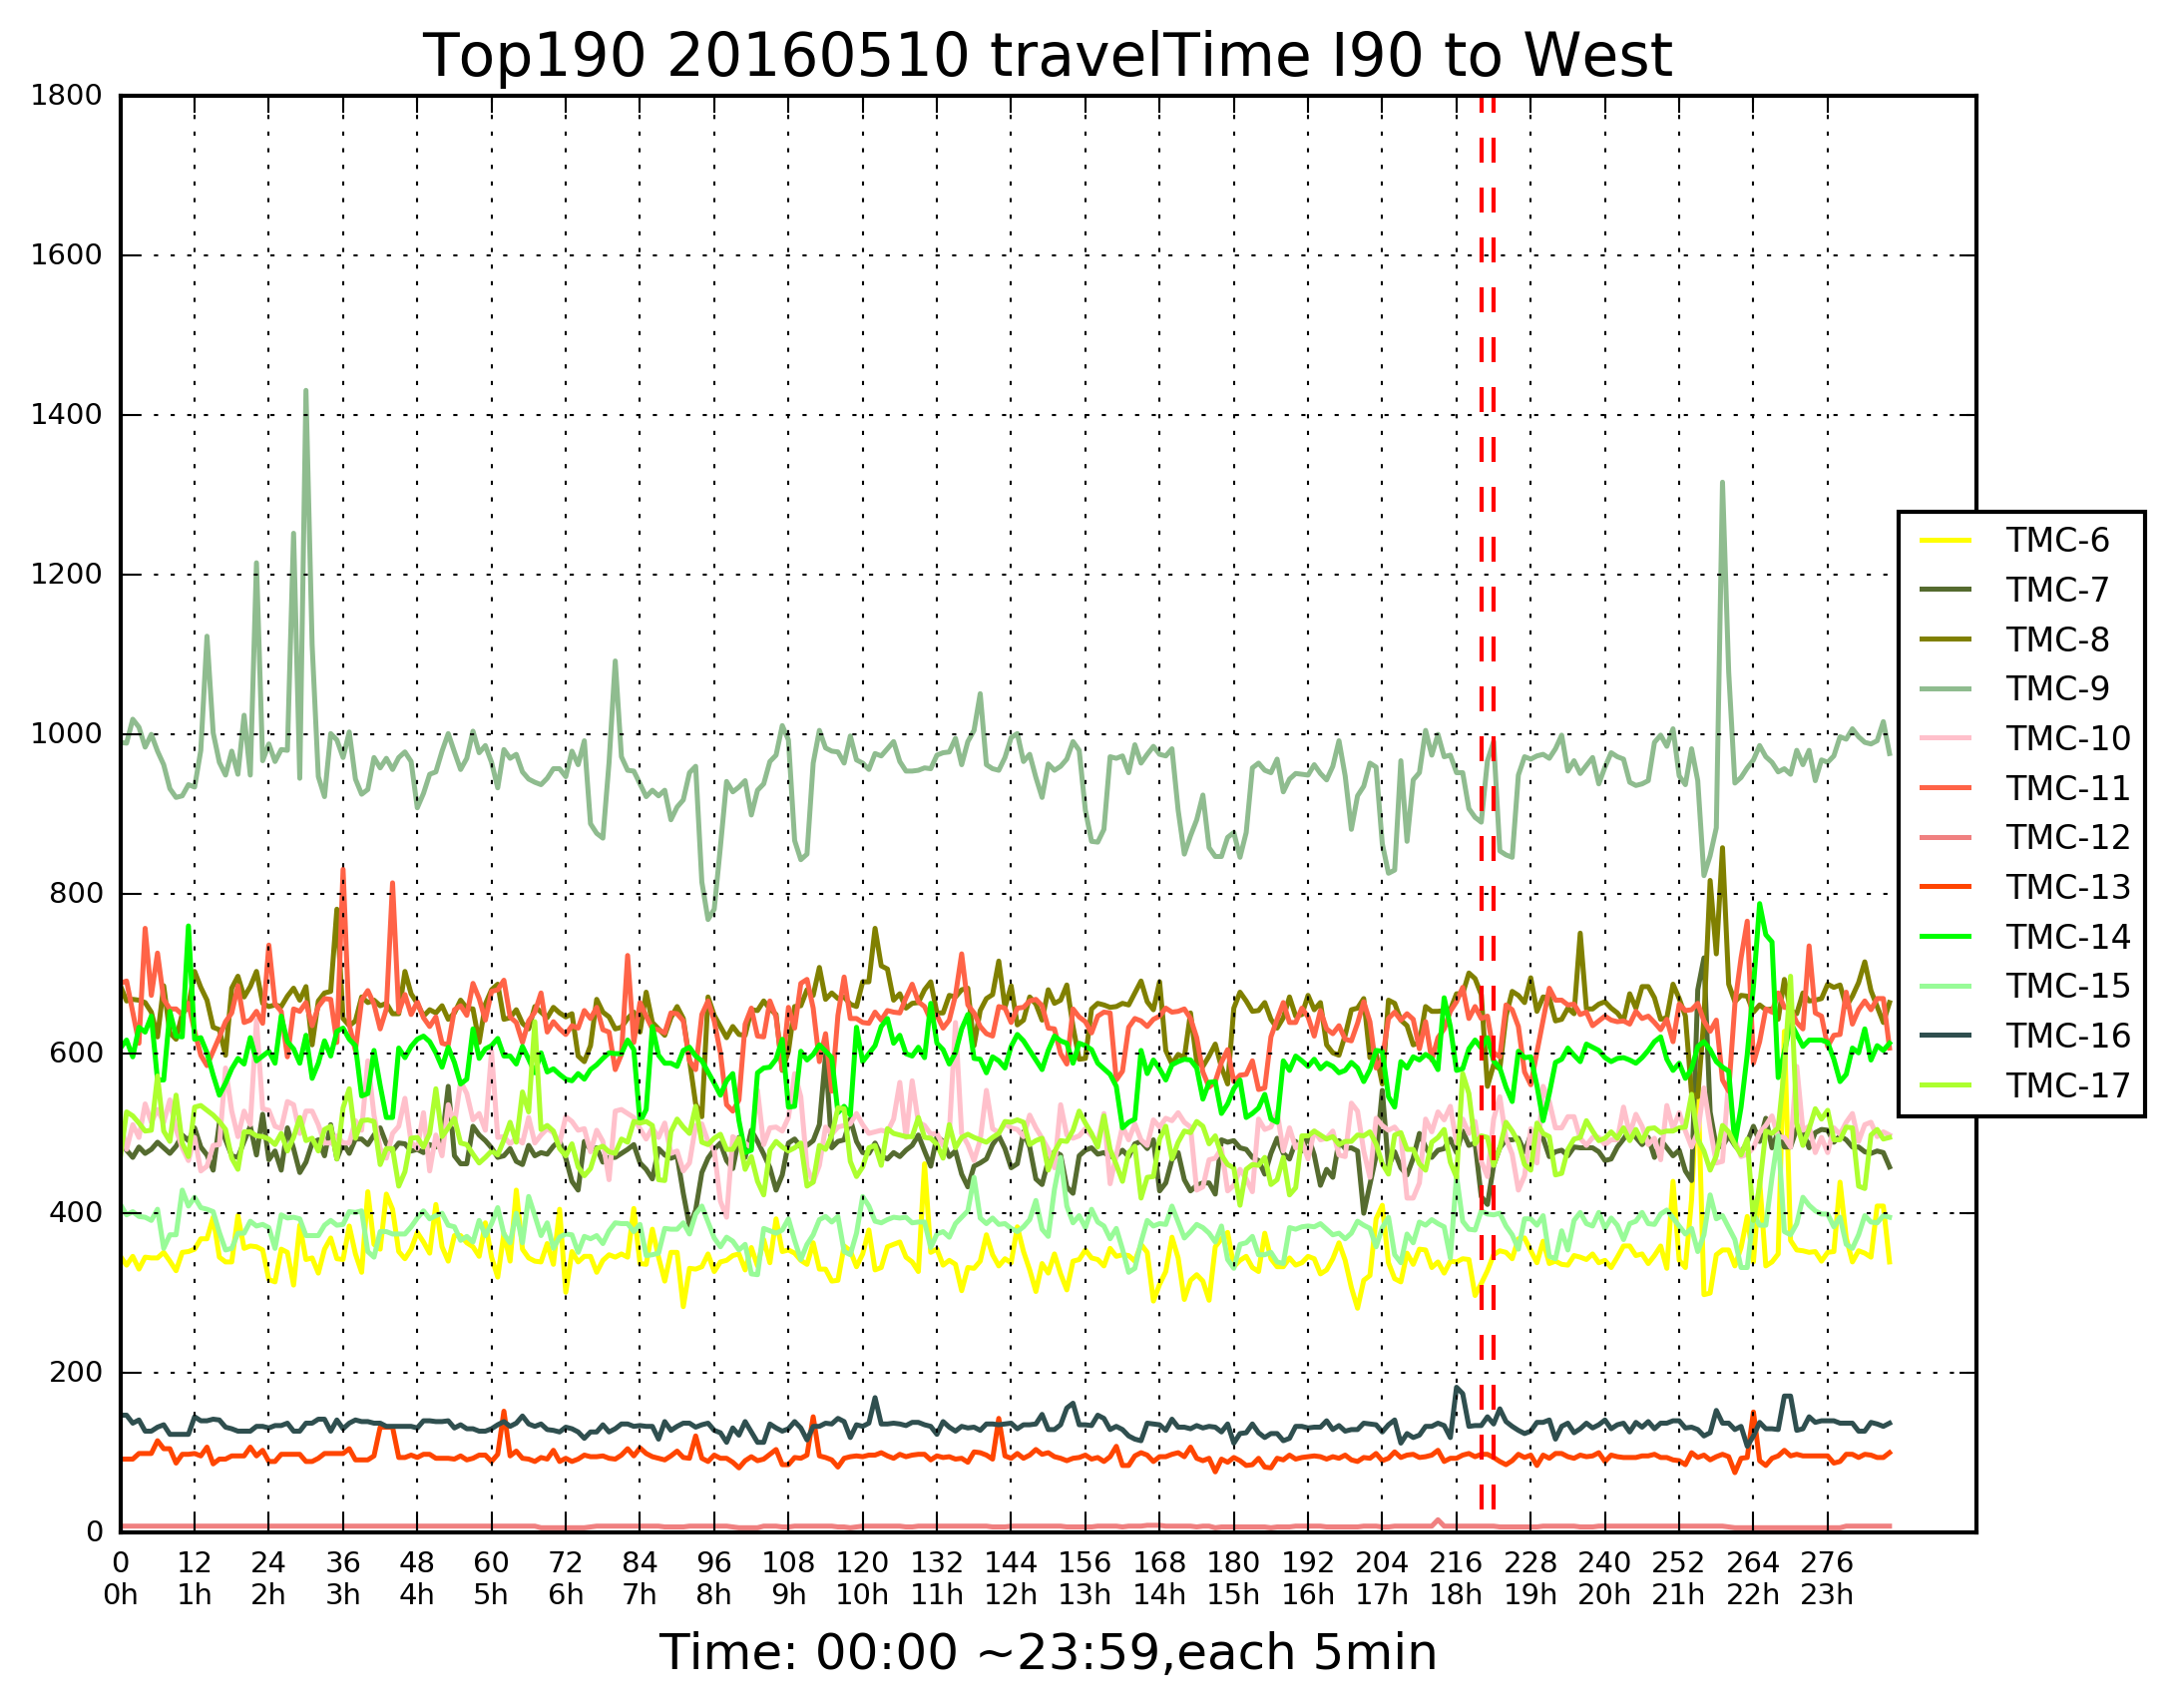 Top190 20160510 travelTime I90 to West
1800
1600
1400
1200
1000
800
600
400
200
0
TMC-6
TMC-7
TMC-8
TMC-9
TMC-10
TMC-11
TMC-12
TMC-13
TMC-14
TMC-15
TMC-16
TMC-17
0 12 24 36 48 60 72 84 96 108 120 132 144 156 168 180 192 204 216 228 240 252 264 276
0h 1h 2h 3h 4h 5h 6h 7h 8h 9h 10h 11h 12h 13h 14h 15h 16h 17h 18h 19h 20h 21h 22h 23h
Time: 00:00 ~23:59,each 5min